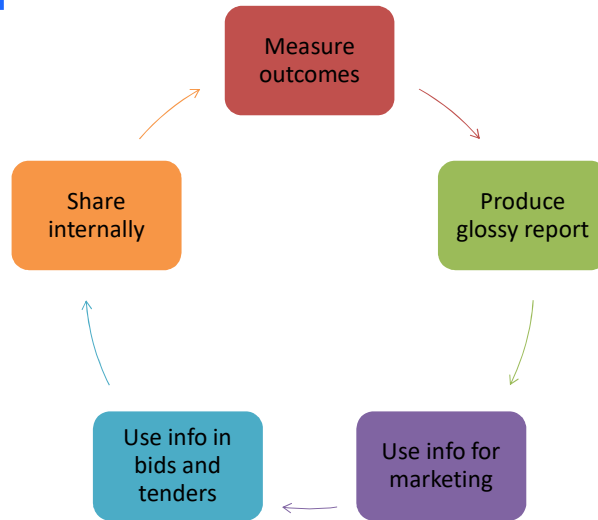 Measure
outcomes
Produce
glossy report
Use info for
marketing
Use info in
bids and
tenders
Share
internally